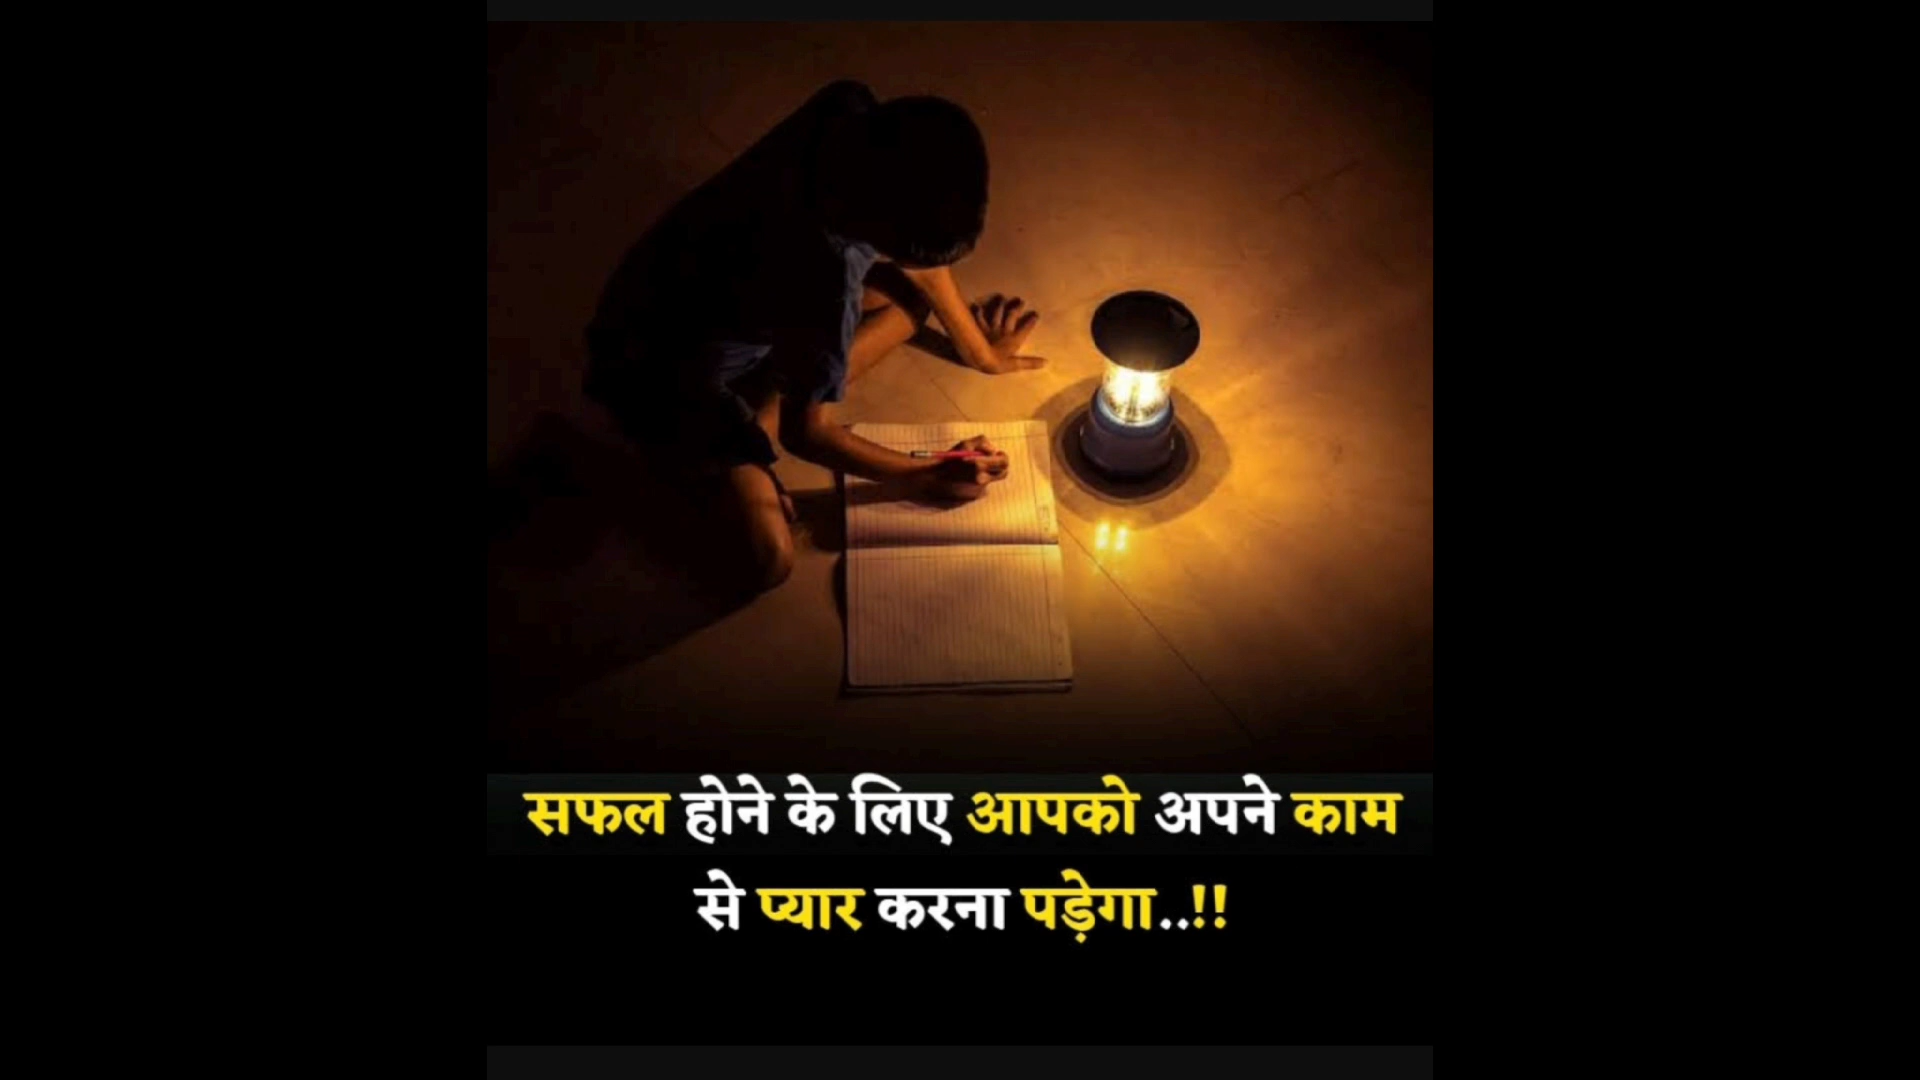 सफल होने के लिए आपको अपने काम
से प्यार करना पड़ेगा..!!